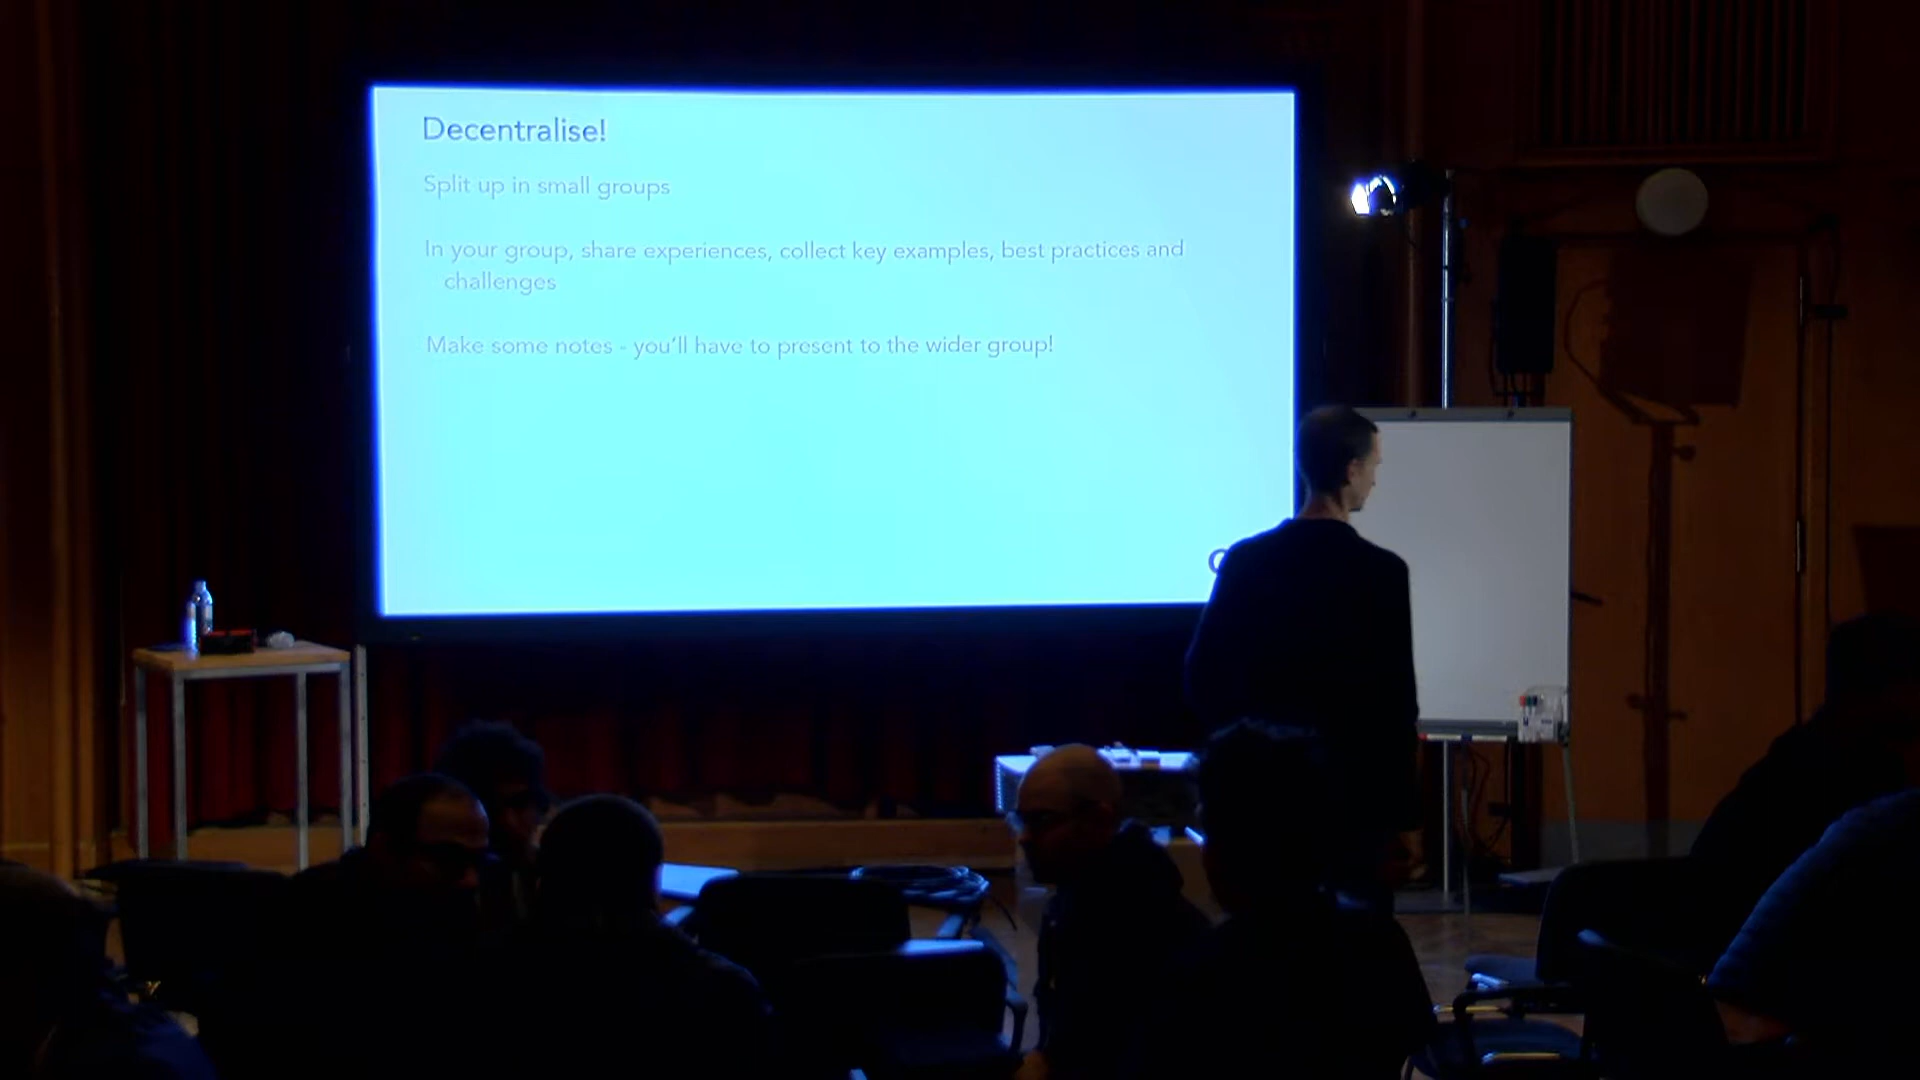 Decentralise!
Split up in small groups
In your group, share experiences, collect key examples, best practices and
challenges
Make some notes - you'll have to present to the wider group!